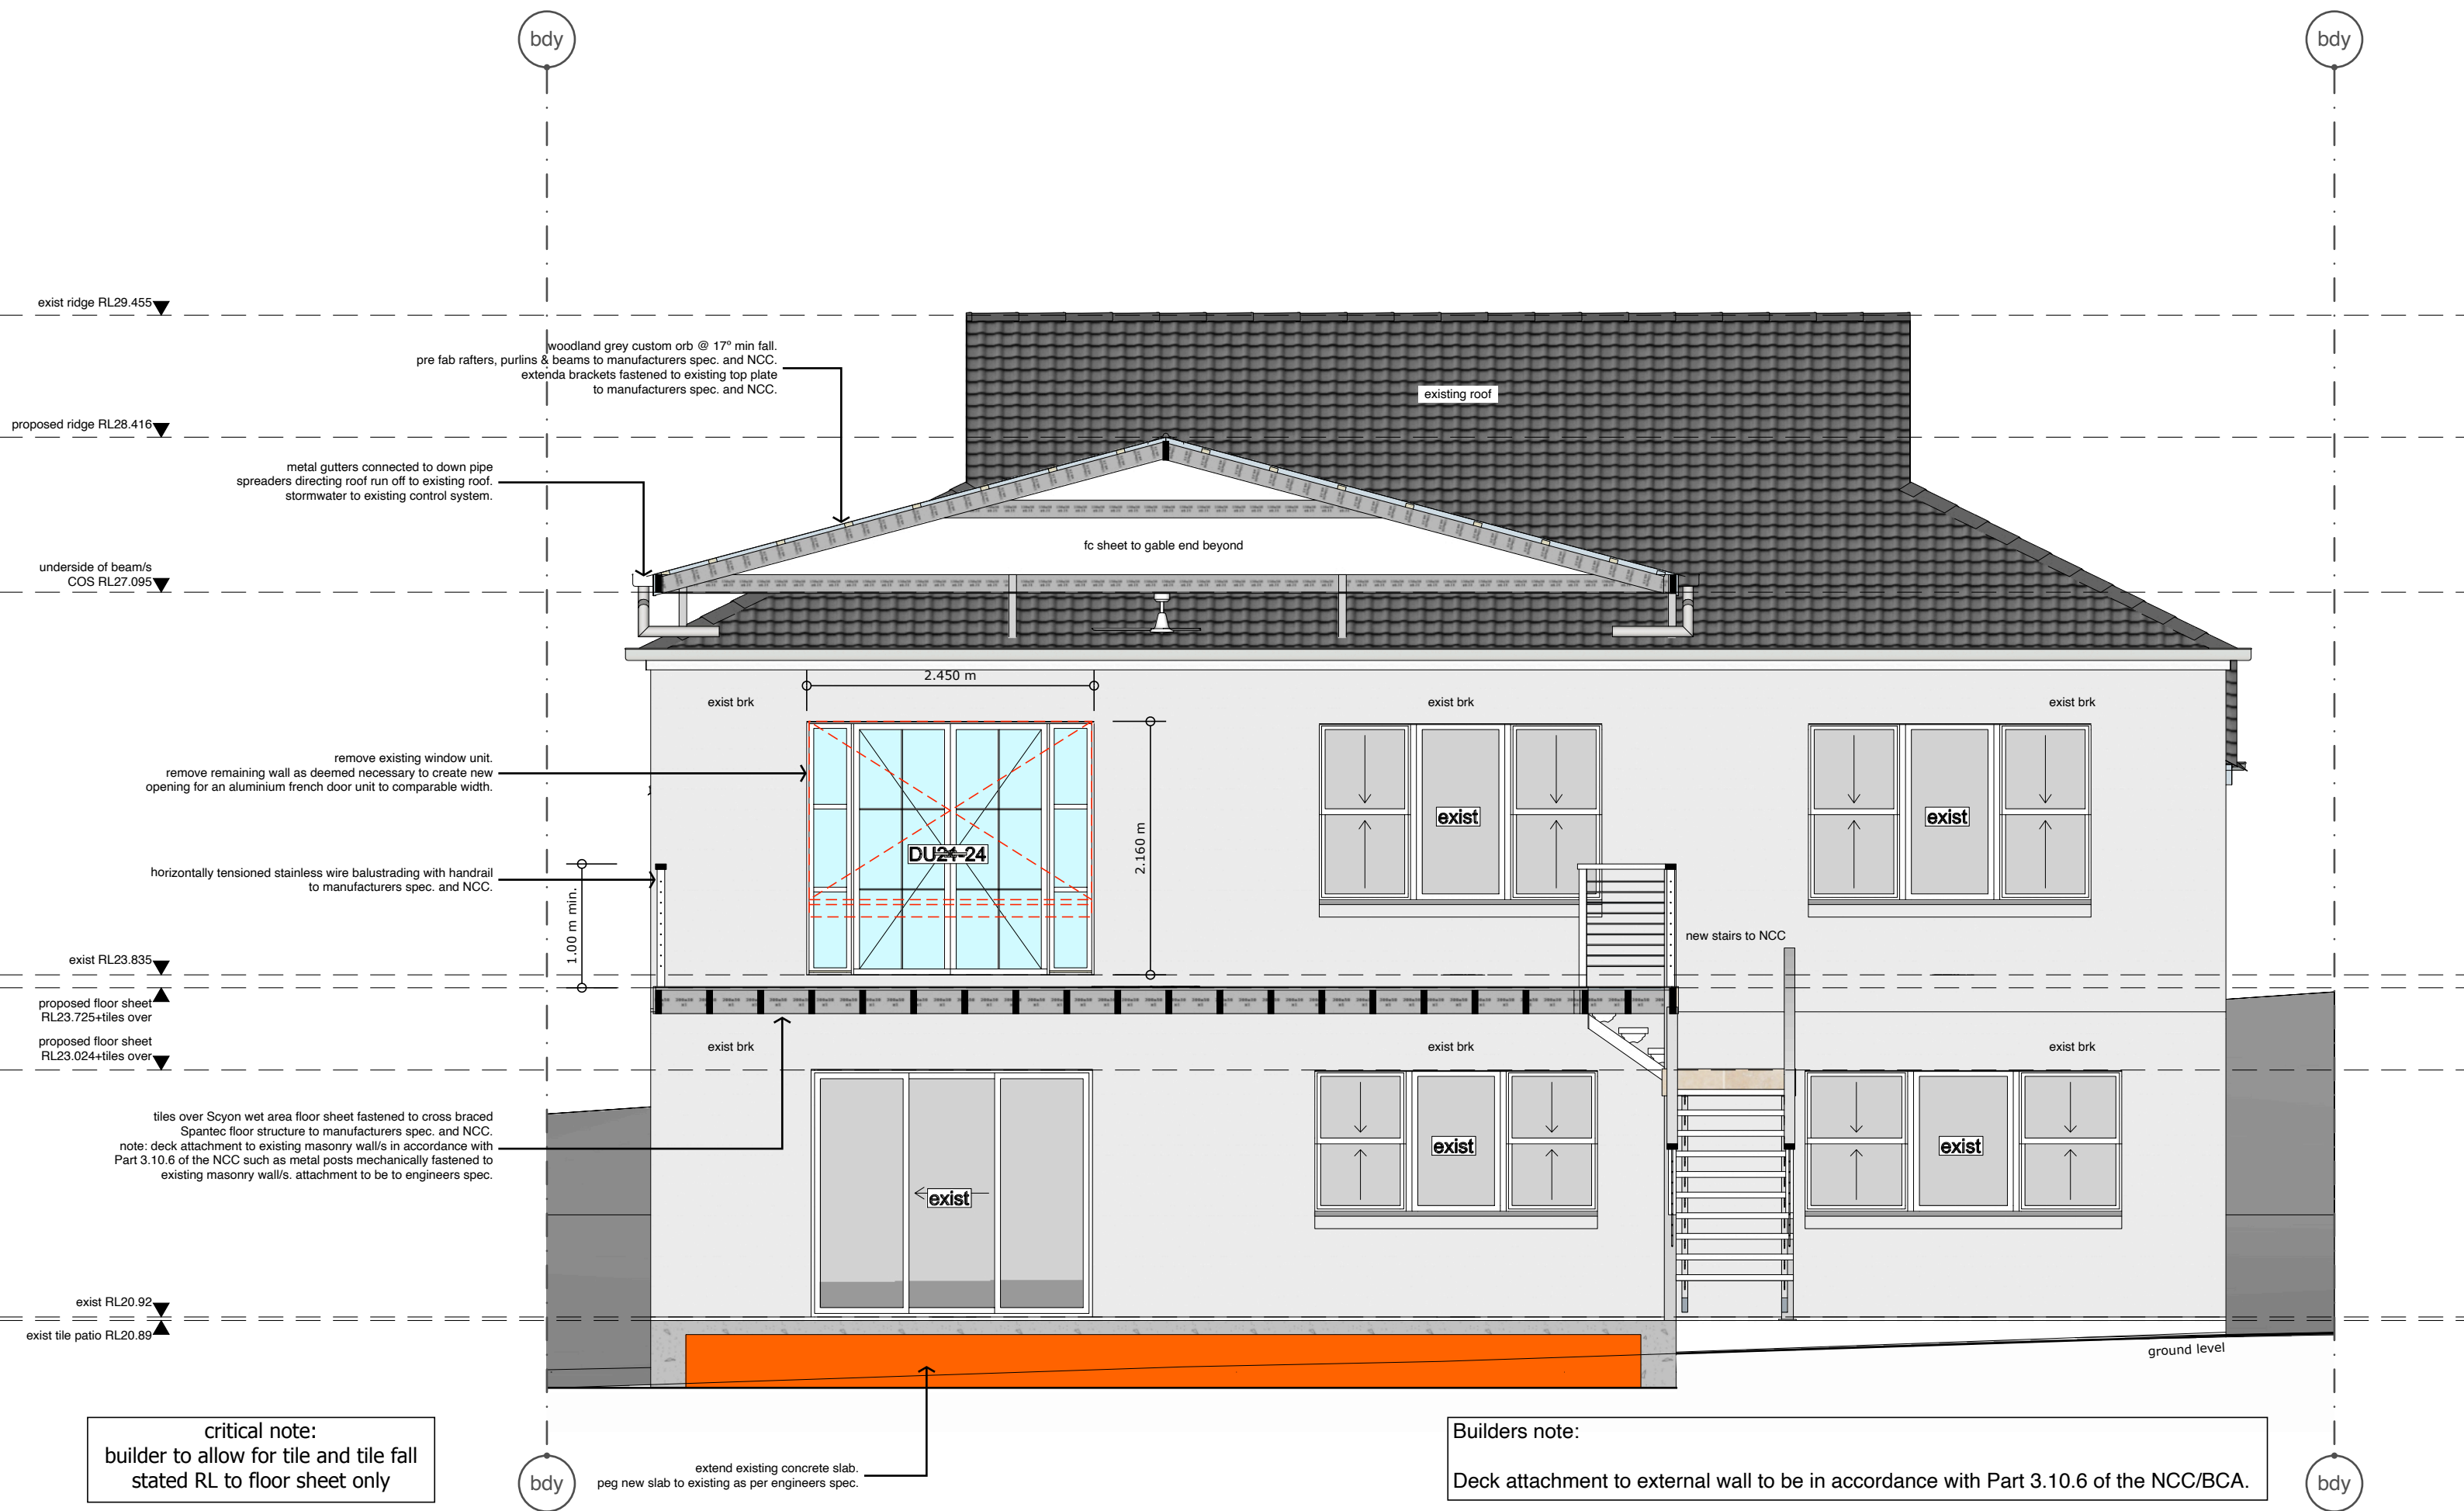 bdy
bdy
exist ridge RL29.455
woodland grey custom orb @ 17º min fall.
pre fab rafters, purlins & beams to manufacturers spec. and NCC.
extenda brackets fastened to existing top plate
to manufacturers spec. and NCC.
existing roof
proposed ridge RL28.416
metal gutters connected to down pipe
spreaders directing roof run off to existing roof.
stormwater to existing control system.
fc sheet to gable end beyond
underside of beam/s
COS RL27.095
2.450 m
exist brk
exist brk
exist brk
remove existing window unit.
remove remaining wall as deemed necessary to create new
opening for an aluminium french door unit to comparable width.
exist
exist
DU21-24
2.160 m
horizontally tensioned stainless wire balustrading with handrail
to manufacturers spec. and NCC.
1.00 m min.
new stairs to NCC
exist RL23.835
proposed floor sheet
RL23.725+tiles over
proposed floor sheet
RL23.024+tiles over
exist brk
exist brk
exist brk
tiles over Scyon wet area floor sheet fastened to cross braced
Spantec floor structure to manufacturers spec. and NCC.
note: deck attachment to existing masonry wall/s in accordance with
Part 3.10.6 of the NCC such as metal posts mechanically fastened to
existing masonry wall/s. attachment to be to engineers spec.
exist
exist
exist
exist RL20.92
exist tile patio RL20.89
ground level
critical note:
builder to allow for tile and tile fall
stated RL to floor sheet only
extend existing concrete slab.
peg new slab to existing as per engineers spec.
Builders note:
Deck attachment to external wall to be in accordance with Part 3.10.6 of the NCC/BCA.
bdy
bdy